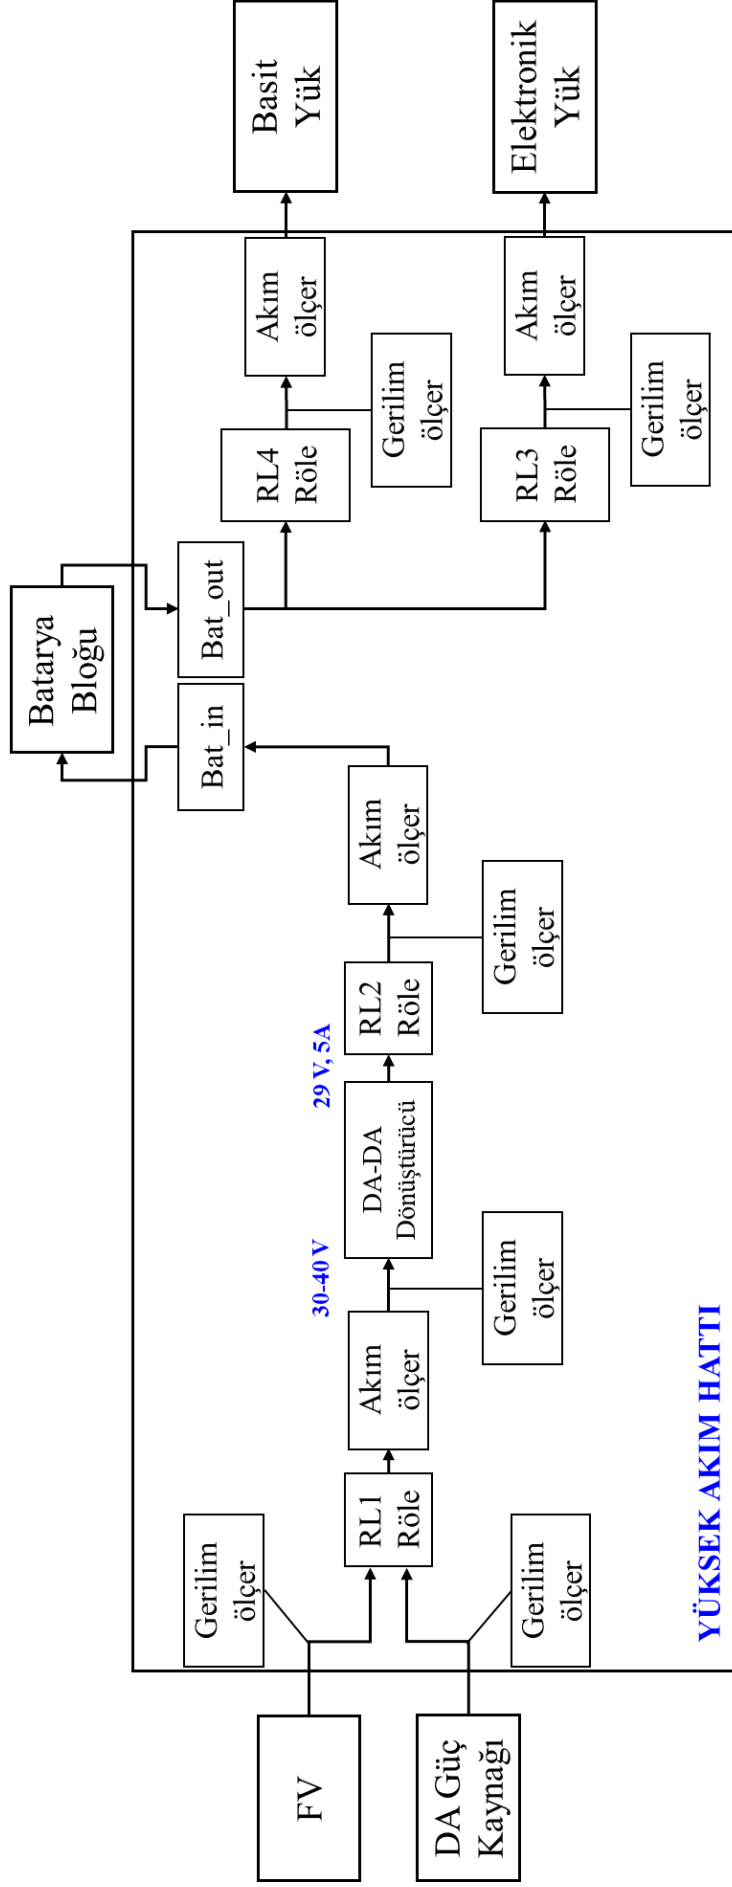 FV
DA Güç
Kaynağı
Gerilim
ölçer
Gerilim
ölçer
RL1
Röle
Akım
ölçer
30-40 V
Gerilim
ölçer
DA-DA
Dönüştürücü
29 V, 5A
RL2
Röle
Gerilim
ölçer
Akım
ölçer
Bat_in
Batarya
Bloğu
Bat_out
RL4
Röle
Gerilim
ölçer
Akım
ölçer
Basit
Yük
RL3
Röle
Gerilim
ölçer
Akım
ölçer
Elektronik
Yük
YÜKSEK AKIM HATTI